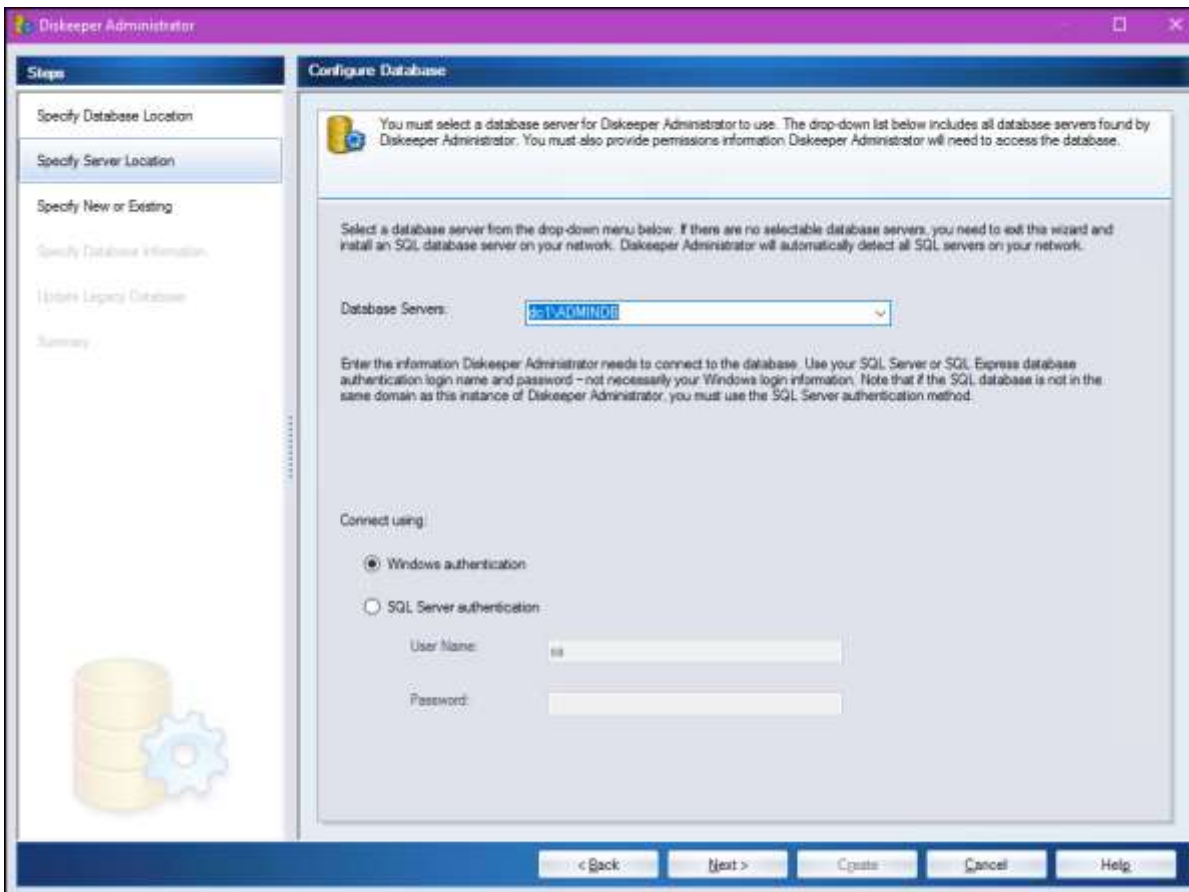 Diskeeper Administrator
Steps
Specify Database Location
Specify Server Location
Specify New or Existing
Specify Database Information
Update Legacy Database
Summary
Configure Database
You must select a database server for Diskeeper Administrator to use. The drop-down list below includes all database servers found by
Diskeeper Administrator. You must also provide permissions information Diskeeper Administrator will need to access the database.
Select a database server from the drop-down menu below. If there are no selectable database servers, you need to exit this wizard and
install an SQL database server on your network. Diskeeper Administrator will automatically detect all SQL servers on your network.
Database Servers:
dc1\ADMINDB
Enter the information Diskeeper Administrator needs to connect to the database. Use your SQL Server or SQL Express database
authentication login name and password - not necessarily your Windows login information. Note that if the SQL database is not in the
same domain as this instance of Diskeeper Administrator, you must use the SQL Server authentication method.
Connect using:
Windows authentication
SQL Server authentication
User Name:
sa
Password:
< Back
Next >
Create
Cancel
Help